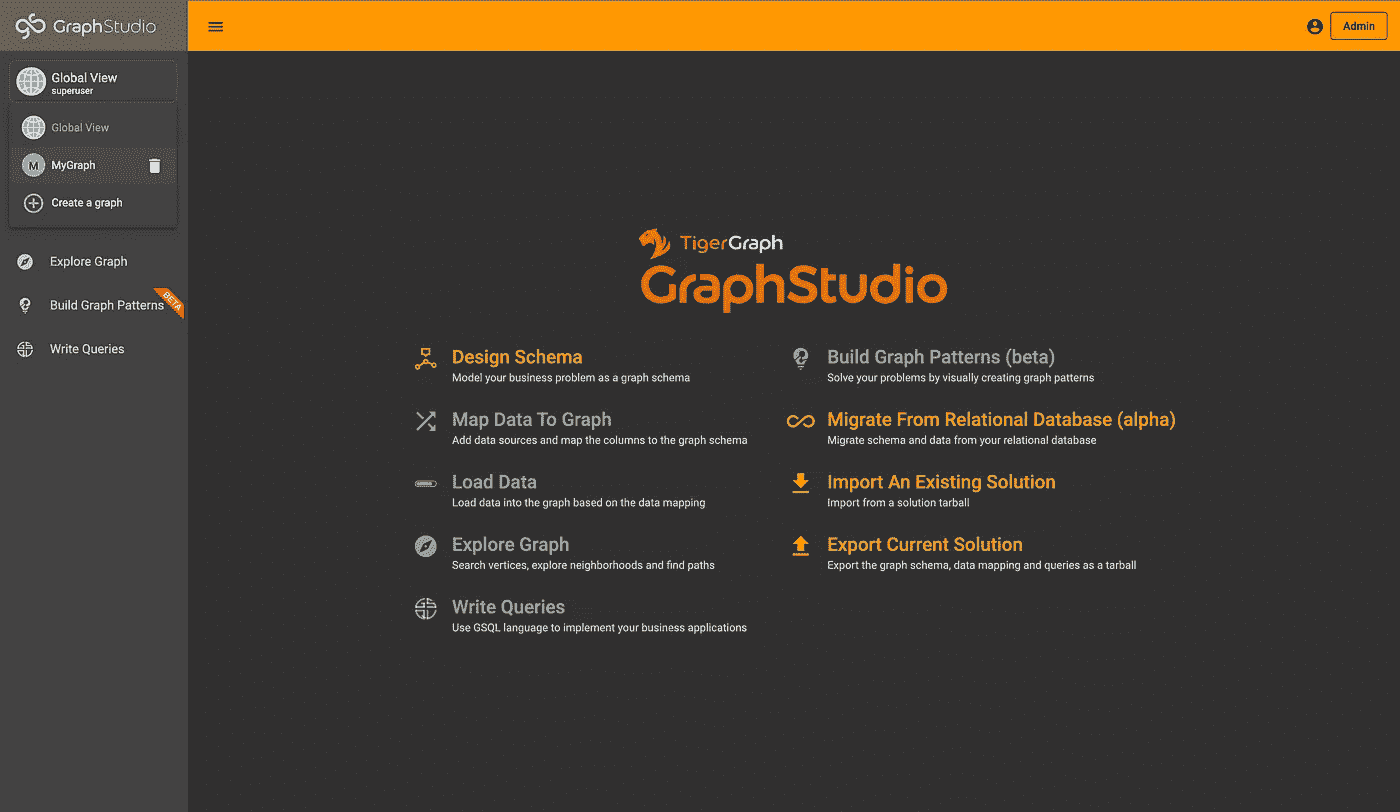 GraphStudio
Admin
Global View
superuser
Global View
M MyGraph
Create a graph
Explore Graph
Build Graph Patterns BETA
Write Queries
TigerGraph
GraphStudio
Design Schema
Model your business problem as a graph schema
Map Data To Graph
Add data sources and map the columns to the graph schema
Load Data
Load data into the graph based on the data mapping
Explore Graph
Search vertices, explore neighborhoods and find paths
Write Queries
Use GSQL language to implement your business applications
Build Graph Patterns (beta)
Solve your problems by visually creating graph patterns
Migrate From Relational Database (alpha)
Migrate schema and data from your relational database
Import An Existing Solution
Import from a solution tarball
Export Current Solution
Export the graph schema, data mapping and queries as a tarball